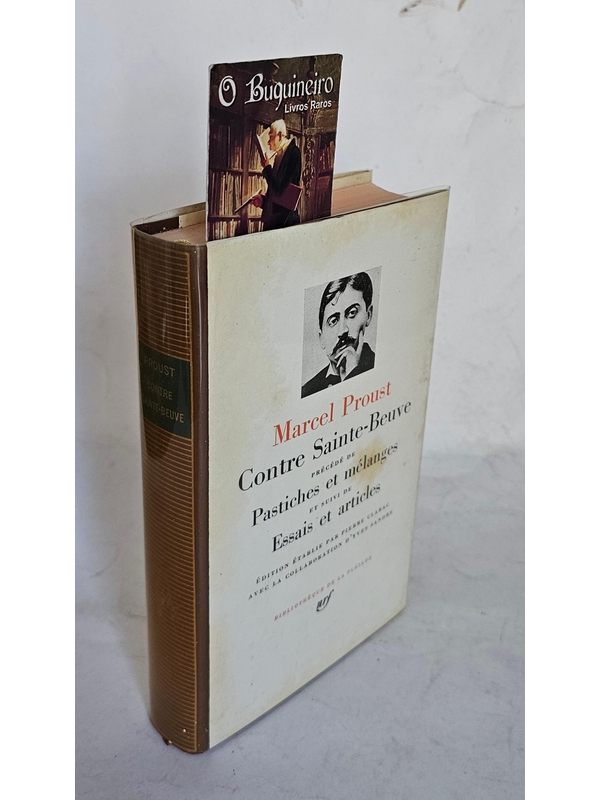 O Buquineiro
Livros Raros
PROUST
CONTRE
SAINTE-BEUVE
Marcel Proust
Contre Sainte-Beuve
PRÉCÉDÉ DE
Pastiches et mélanges
ET SUIVI DE
Essais et articles
ÉDITION ÉTABLIE PAR PIERRE CLARAC
AVEC LA COLLABORATION D'YVES SANDRE
BIBLIOTHÈQUE DE LA PLÉIADE
nrf